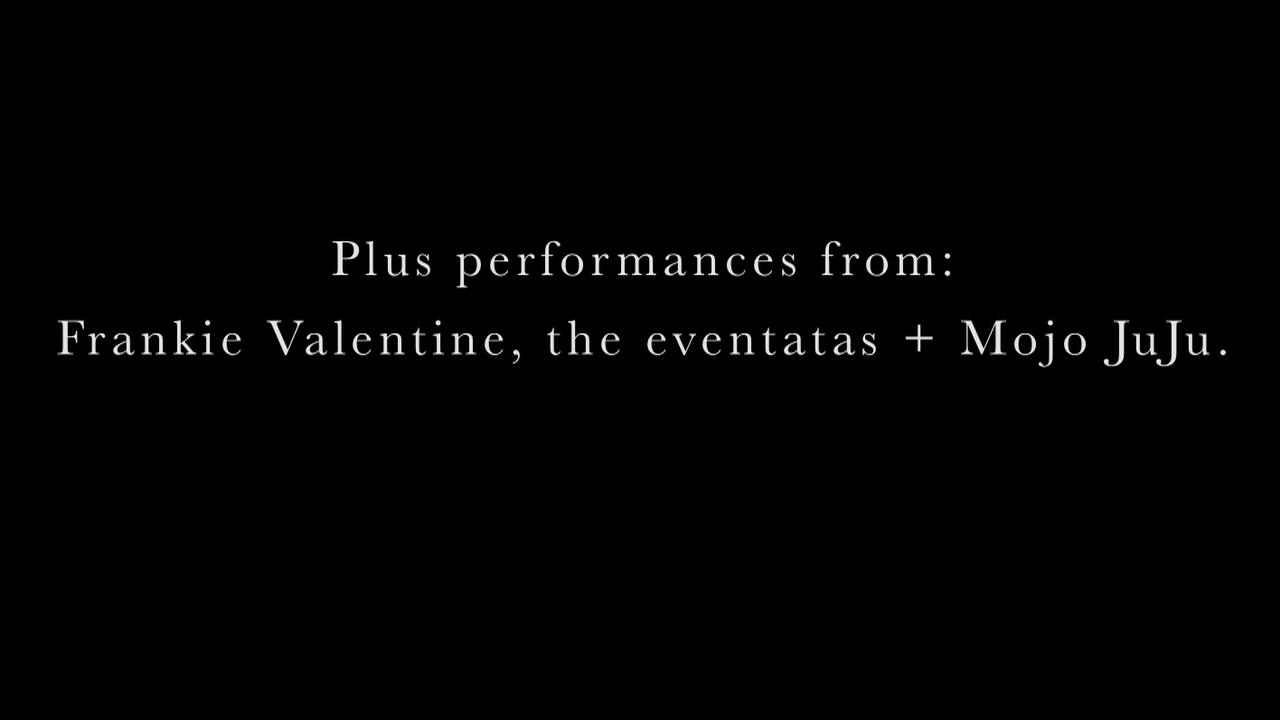 Plus performances from:
Frankie Valentine, the eventatas + Mojo JuJu.